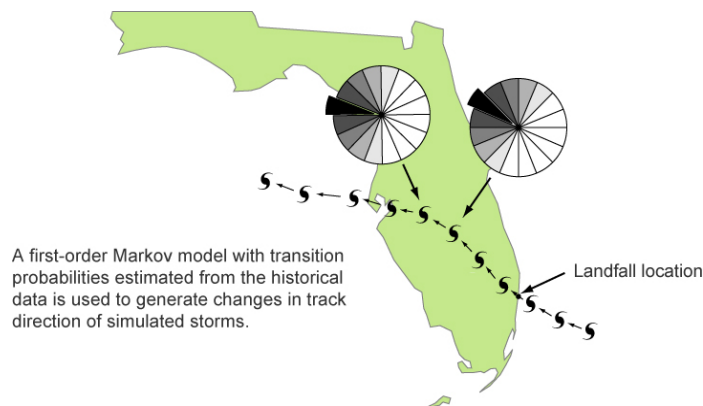 A first-order Markov model with transition
probabilities estimated from the historical
data is used to generate changes in track
direction of simulated storms.
Landfall location